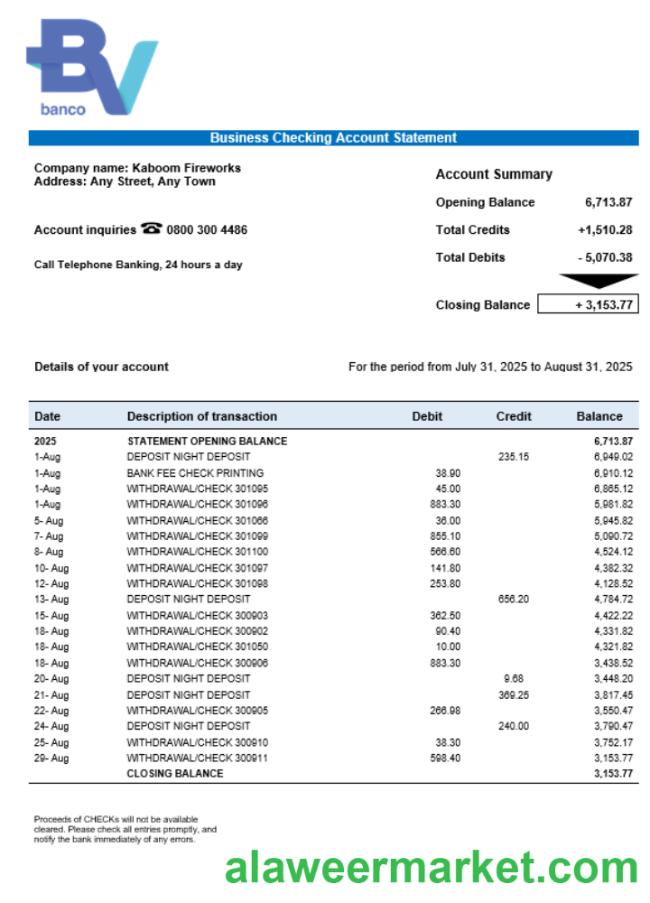 BV
banco
Business Checking Account Statement
Company name: Kaboom Fireworks
Address: Any Street, Any Town
Account inquiries ☎ 0800 300 4486
Call Telephone Banking, 24 hours a day
Account Summary
Opening Balance 6,713.87
Total Credits +1,510.28
Total Debits - 5,070.38
Closing Balance + 3,153.77
Details of your account For the period from July 31, 2025 to August 31, 2025
Date Description of transaction Debit Credit Balance
2025 STATEMENT OPENING BALANCE 6,713.87
1-Aug DEPOSIT NIGHT DEPOSIT 235.15 6,949.02
1-Aug BANK FEE CHECK PRINTING 38.90 6,910.12
1-Aug WITHDRAWAL/CHECK 301095 45.00 6,865.12
1-Aug WITHDRAWAL/CHECK 301096 883.30 5,981.82
5- Aug WITHDRAWAL/CHECK 301066 36.00 5,945.82
7- Aug WITHDRAWAL/CHECK 301099 855.10 5,090.72
8- Aug WITHDRAWAL/CHECK 301100 566.60 4,524.12
10- Aug WITHDRAWAL/CHECK 301097 141.80 4,382.32
12- Aug WITHDRAWAL/CHECK 301098 253.80 4,128.52
13- Aug DEPOSIT NIGHT DEPOSIT 656.20 4,784.72
15- Aug WITHDRAWAL/CHECK 300903 362.50 4,422.22
18- Aug WITHDRAWAL/CHECK 300902 90.40 4,331.82
18- Aug WITHDRAWAL/CHECK 301050 10.00 4,321.82
18- Aug WITHDRAWAL/CHECK 300906 883.30 3,438.52
20- Aug DEPOSIT NIGHT DEPOSIT 9.68 3,448.20
21- Aug DEPOSIT NIGHT DEPOSIT 369.25 3,817.45
22- Aug WITHDRAWAL/CHECK 300905 266.98 3,550.47
24- Aug DEPOSIT NIGHT DEPOSIT 240.00 3,790.47
25- Aug WITHDRAWAL/CHECK 300910 38.30 3,752.17
29- Aug WITHDRAWAL/CHECK 300911 598.40 3,153.77
CLOSING BALANCE 3,153.77
Proceeds of CHECKs will not be available
cleared. Please check all entries promptly, and
notify the bank immediately of any errors.
alaweermarket.com